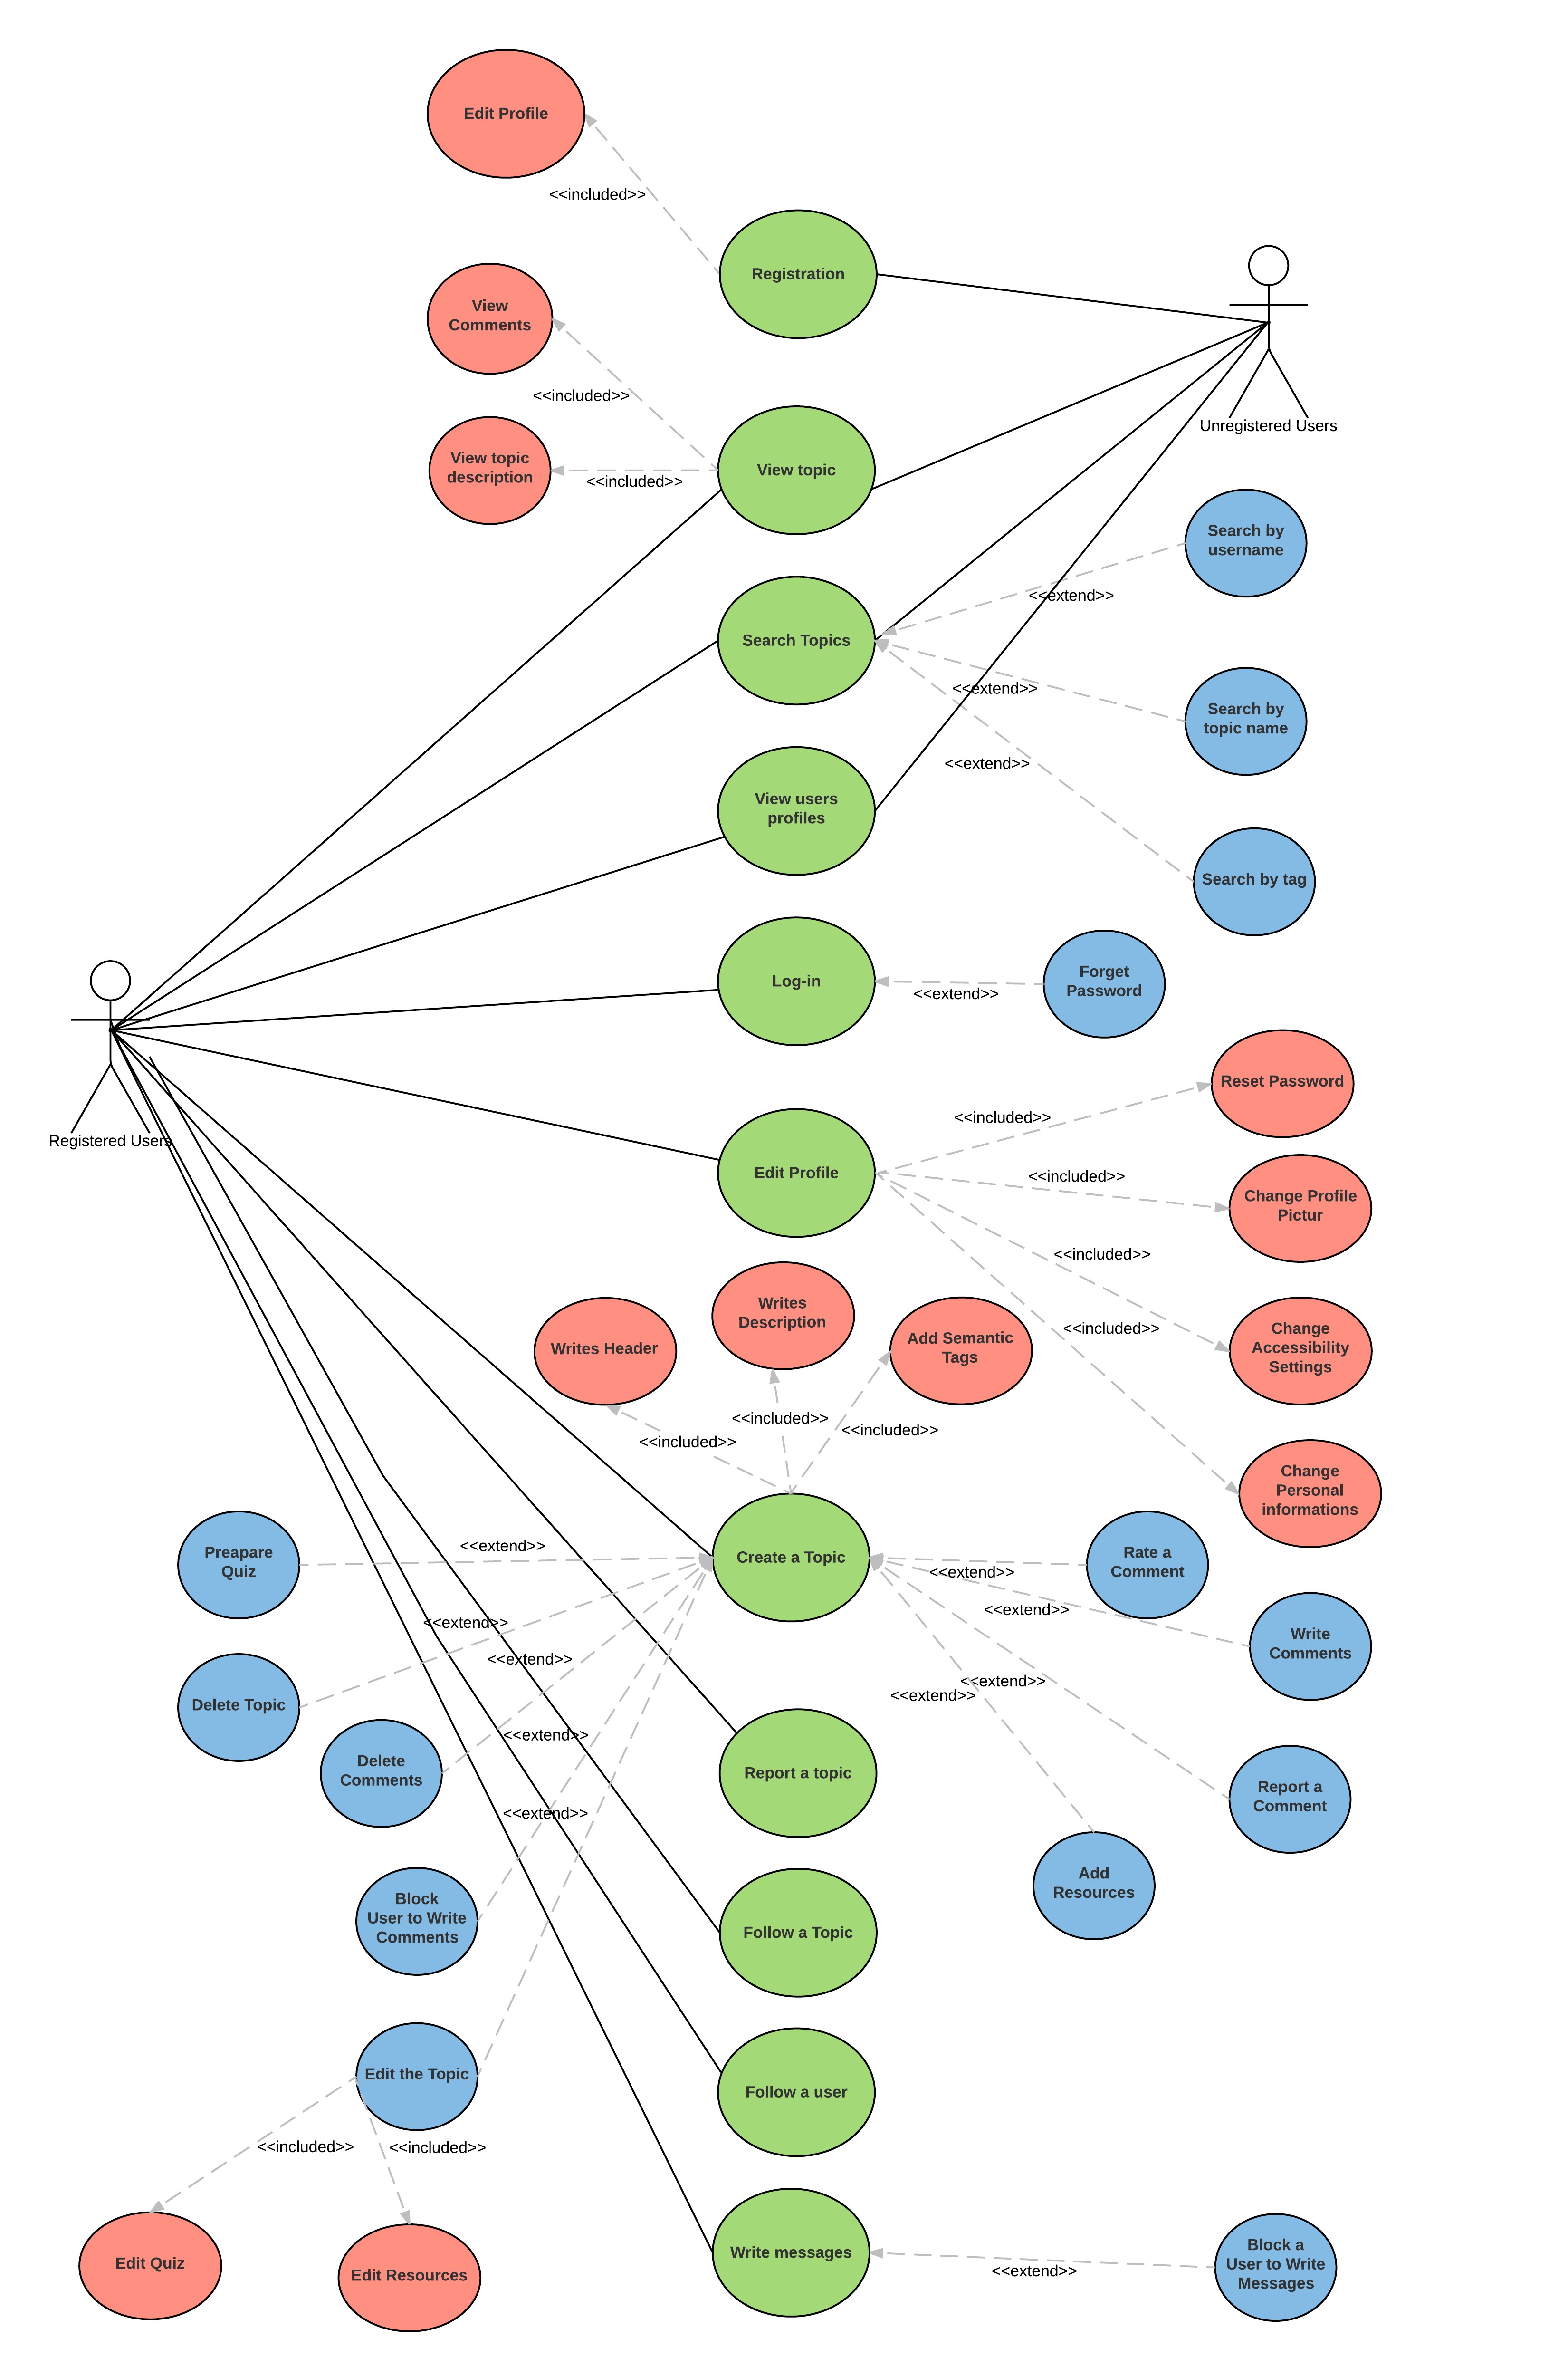 Edit Profile
<<included>>
Registration
View
Comments
<<included>>
Unregistered Users
View topic
description
<<included>>
View topic
Search by
username
<<extend>>
Search Topics
<<extend>>
Search by
topic name
<<extend>>
View users
profiles
Search by tag
Log-in
<<extend>>
Forget
Password
Registered Users
Reset Password
<<included>>
Edit Profile
<<included>>
Change Profile
Pictur
<<included>>
Writes Header
Writes
Description
Add Semantic
Tags
<<included>>
Change
Accessibility
Settings
<<included>>
<<included>>
<<included>>
Change
Personal
informations
Preapare
Quiz
<<extend>>
Create a Topic
<<extend>>
Rate a
Comment
<<extend>>
<<extend>>
Write
Comments
<<extend>>
<<extend>>
<<extend>>
Delete Topic
<<extend>>
Delete
Comments
Report a topic
Report a
Comment
<<extend>>
Add
Resources
Block
User to Write
Comments
Follow a Topic
Edit the Topic
Follow a user
<<included>>
<<included>>
Edit Quiz
Edit Resources
Write messages
<<extend>>
Block a
User to Write
Messages